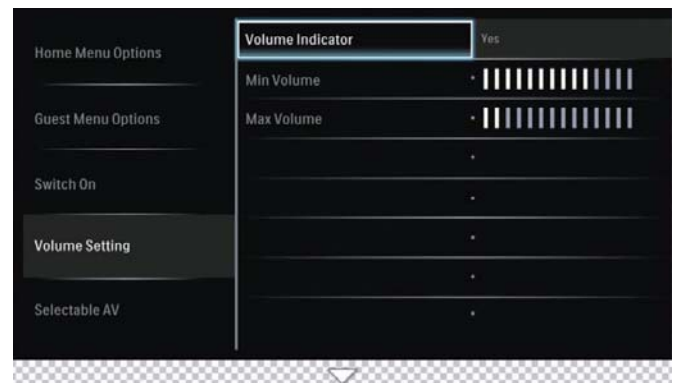 Home Menu Options
Guest Menu Options
Switch On
Volume Setting
Selectable AV
Volume Indicator Yes
Min Volume
Max Volume